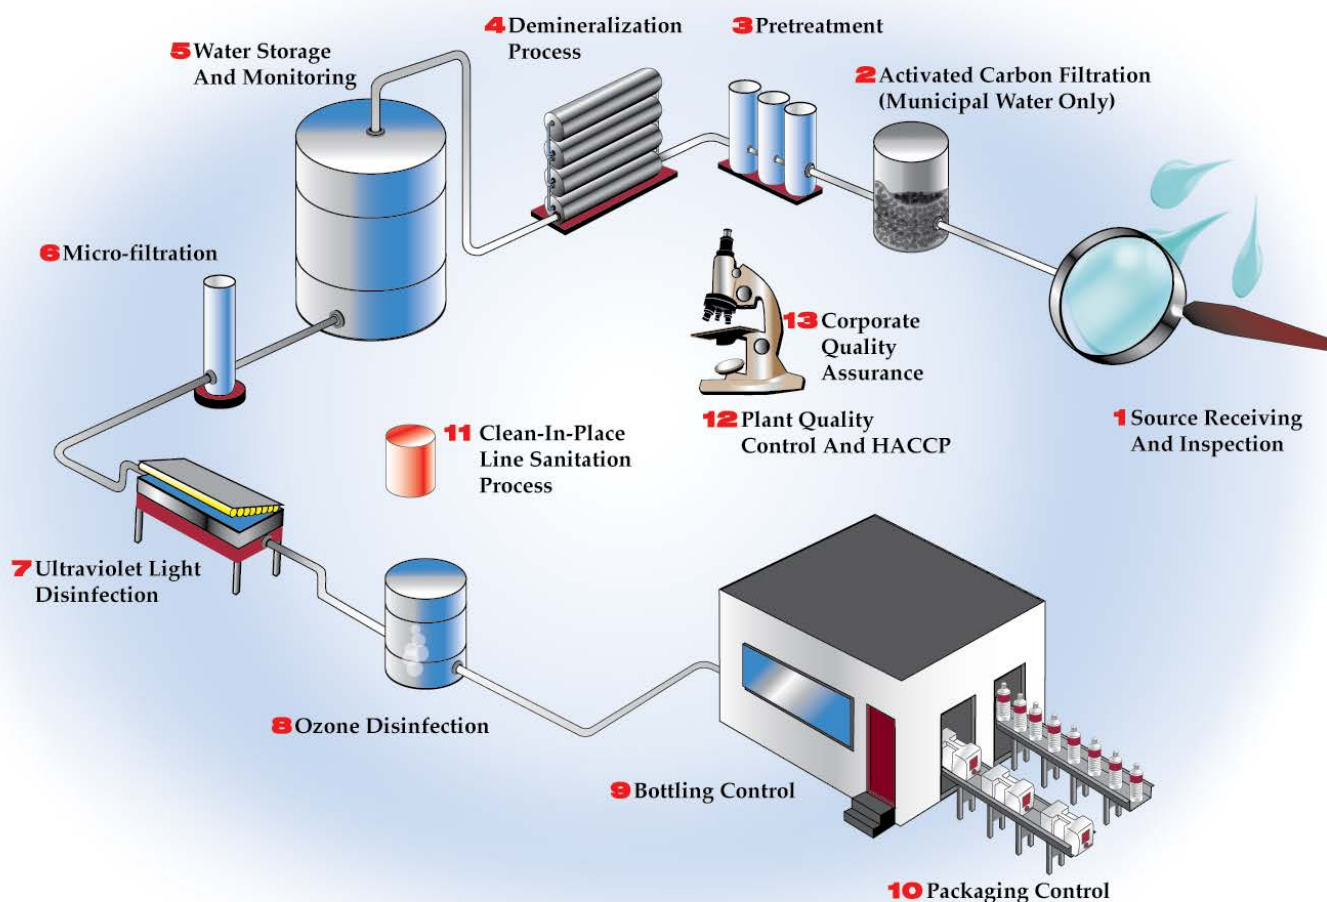 1 Source Receiving
And Inspection
2 Activated Carbon Filtration
(Municipal Water Only)
3 Pretreatment
4 Demineralization
Process
5 Water Storage
And Monitoring
6 Micro-filtration
7 Ultraviolet Light
Disinfection
8 Ozone Disinfection
9 Bottling Control
10 Packaging Control
11 Clean-In-Place
Line Sanitation
Process
12 Plant Quality
Control And HACCP
13 Corporate
Quality
Assurance